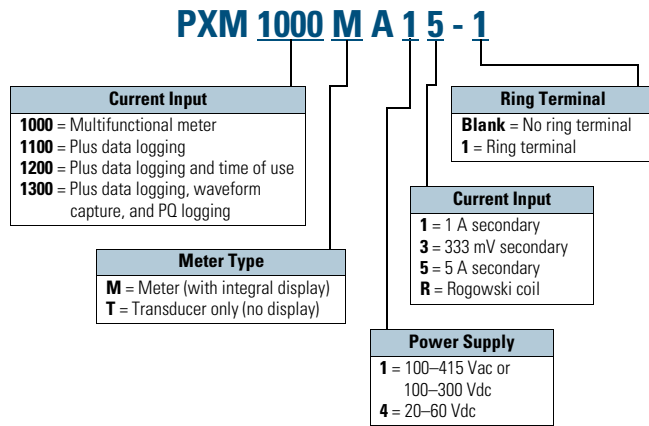 PXM 1000 M A 1 5 - 1
Current Input
1000 = Multifunctional meter
1100 = Plus data logging
1200 = Plus data logging and time of use
1300 = Plus data logging, waveform
capture, and PQ logging
Ring Terminal
Blank = No ring terminal
1 = Ring terminal
Current Input
1 = 1 A secondary
3 = 333 mV secondary
5 = 5 A secondary
R = Rogowski coil
Meter Type
M = Meter (with integral display)
T = Transducer only (no display)
Power Supply
1 = 100–415 Vac or
100–300 Vdc
4 = 20–60 Vdc